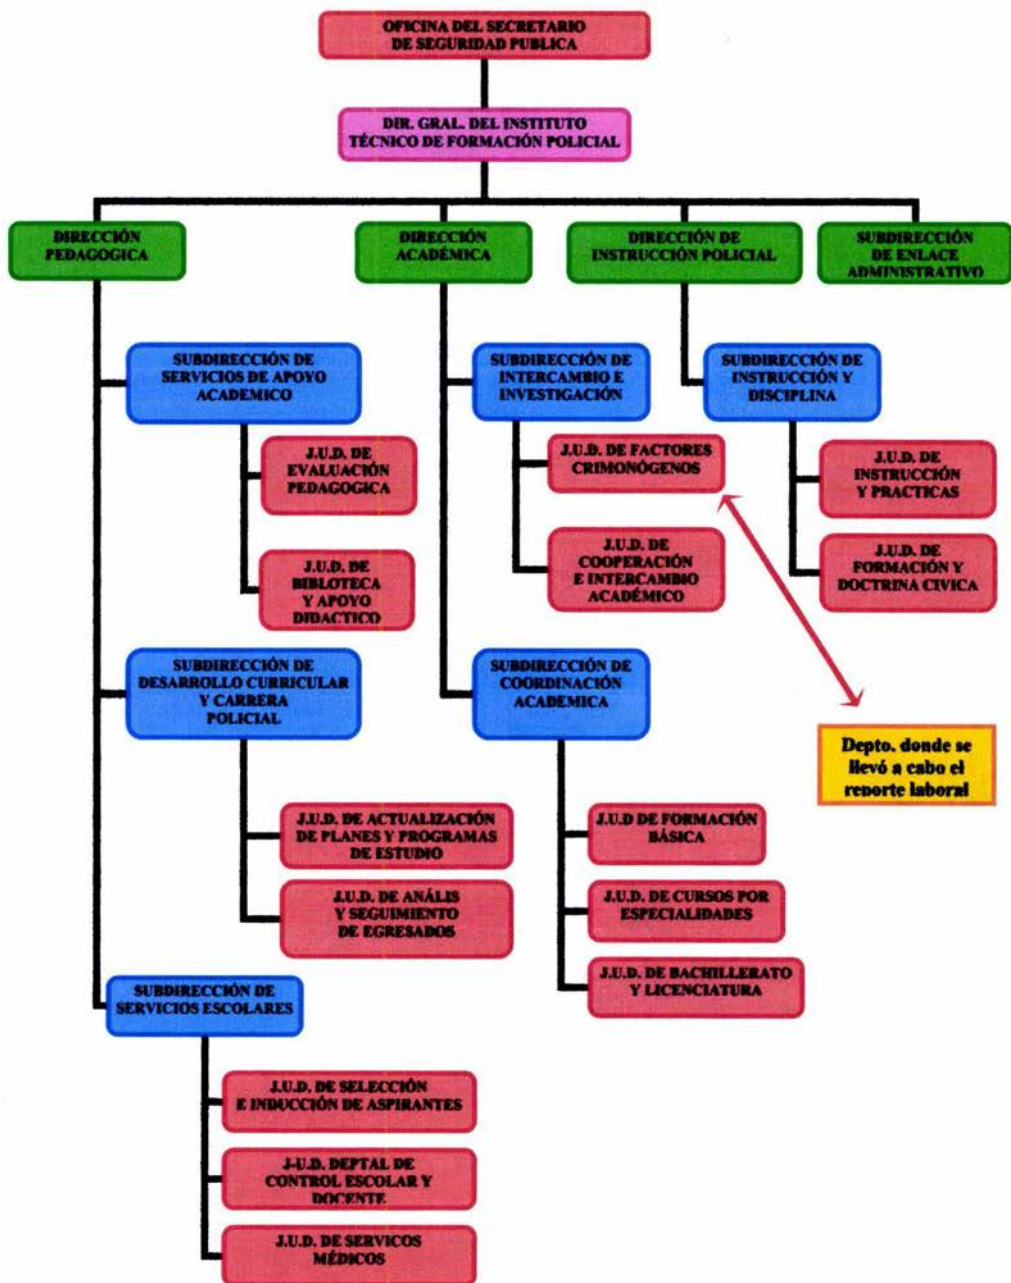 OFICINA DEL SECRETARIO
DE SEGURIDAD PUBLICA
DIR. GRAL. DEL INSTITUTO
TÉCNICO DE FORMACIÓN POLICIAL
DIRECCIÓN
PEDAGOGICA
DIRECCIÓN
ACADÉMICA
DIRECCIÓN DE
INSTRUCCIÓN POLICIAL
SUBDIRECCIÓN
DE ENLACE
ADMINISTRATIVO
SUBDIRECCIÓN DE
SERVICIOS DE APOYO
ACADEMICO
SUBDIRECCIÓN DE
INTERCAMBIO E
INVESTIGACIÓN
SUBDIRECCIÓN DE
INSTRUCCIÓN Y
DISCIPLINA
J.U.D. DE
EVALUACIÓN
PEDAGOGICA
J.U.D. DE FACTORES
CRIMONÓGENOS
J.U.D. DE
INSTRUCCIÓN
Y PRACTICAS
J.U.D. DE
BIBLOTECA
Y APOYO
DIDACTICO
J.U.D. DE
COOPERACIÓN
E INTERCAMBIO
ACADÉMICO
J.U.D. DE
FORMACIÓN Y
DOCTRINA CIVICA
SUBDIRECCIÓN DE
DESARROLLO CURRICULAR
Y CARRERA
POLICIAL
SUBDIRECCIÓN DE
COORDINACIÓN
ACADEMICA
Depto. donde se
llevó a cabo el
reporte laboral
J.U.D. DE ACTUALIZACIÓN
DE PLANES Y PROGRAMAS
DE ESTUDIO
J.U.D DE FORMACIÓN
BÁSICA
J.U.D. DE ANÁLIS
Y SEGUIMIENTO
DE EGRESADOS
J.U.D. DE CURSOS POR
ESPECIALIDADES
J.U.D. DE BACHILLERATO
Y LICENCIATURA
SUBDIRECCIÓN DE
SERVICIOS ESCOLARES
J.U.D. DE SELECCIÓN
E INDUCCIÓN DE ASPIRANTES
J-U.D. DEPTAL DE
CONTROL ESCOLAR Y
DOCENTE
J.U.D. DE SERVICOS
MÉDICOS